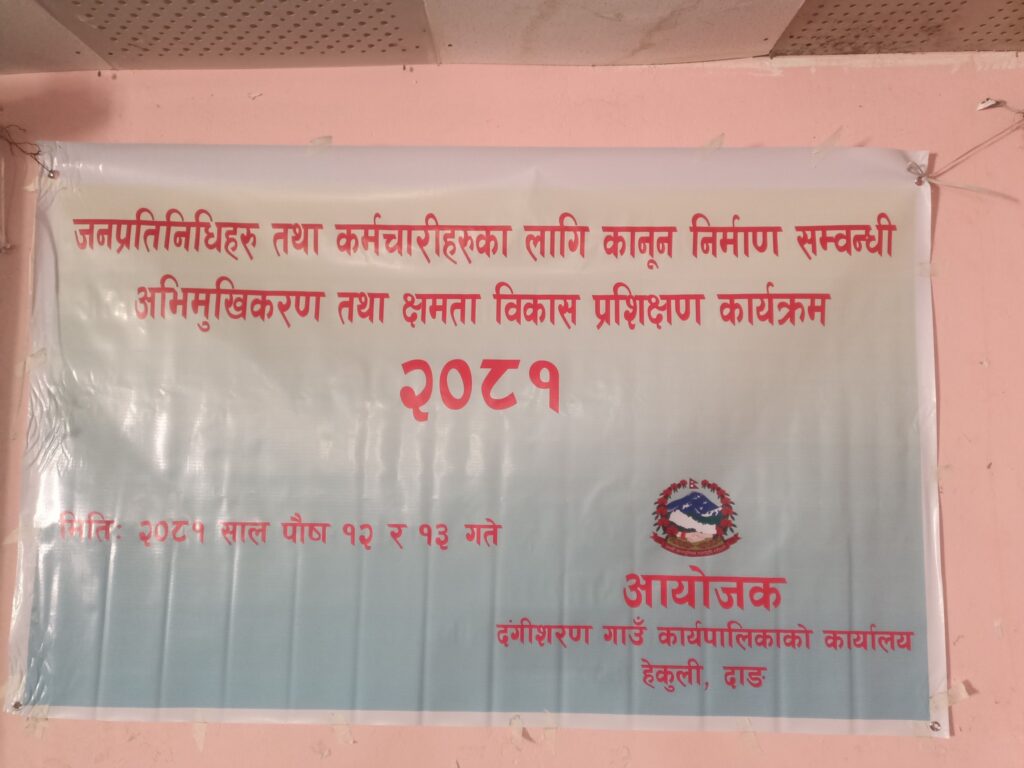 जनप्रतिनिधिहरु तथा कर्मचारीहरुका लागि कानून निर्माण सम्वन्धी
अभिमुखिकरण तथा क्षमता विकास प्रशिक्षण कार्यक्रम
२०८१
मितिः २०८१ साल पौष १२ र १३ गते
आयोजक
दंगीशरण गाउँ कार्यपालिकाको कार्यालय
हेकुली, दाङ